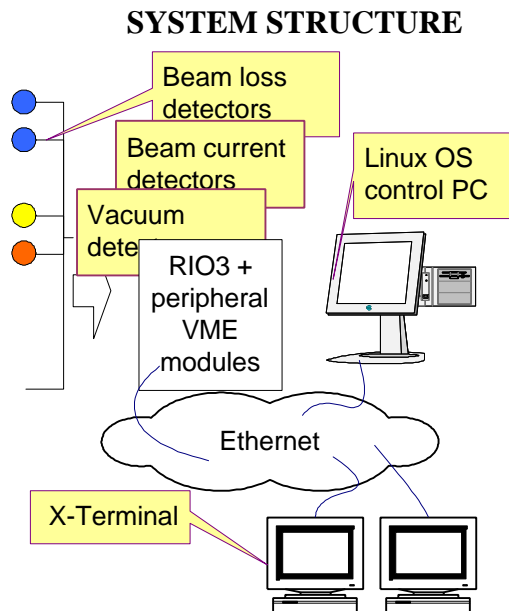 SYSTEM STRUCTURE
Beam loss
detectors
Beam current
detectors
Vacuum
Linux OS
control PC
RIO3 +
peripheral
VME
modules
Ethernet
X-Terminal